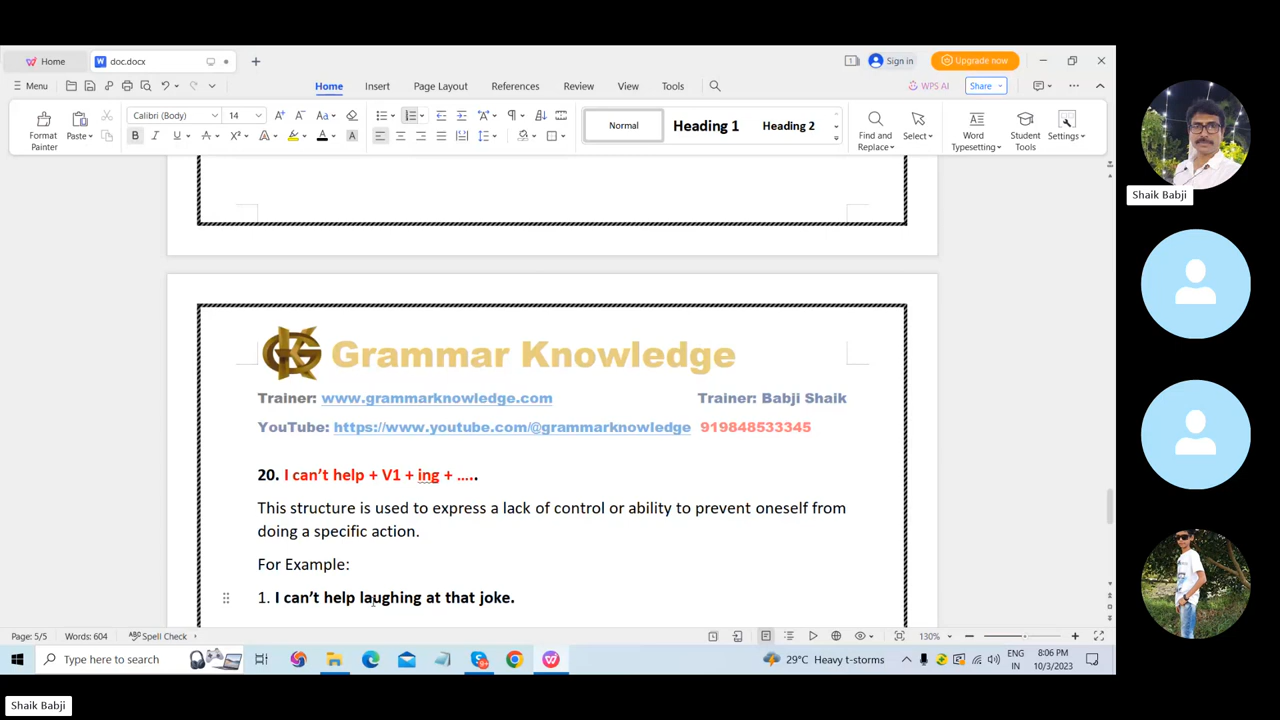 Home
doc.docx
Sign in
Upgrade now
Menu
Home
Insert
Page Layout
References
Review
View
Tools
WPS AI
Share
Format
Painter
Paste
Calibri (Body)
14
Normal
Heading 1
Heading 2
Find and
Replace
Select
Word
Typesetting
Student
Tools
Settings
Shaik Babji
Grammar Knowledge
Trainer: www.grammarknowledge.com Trainer: Babji Shaik
YouTube: https://www.youtube.com/@grammarknowledge 919848533345
20. I can't help + V1 + ing + .....
This structure is used to express a lack of control or ability to prevent oneself from
doing a specific action.
For Example:
1. I can't help laughing at that joke.
Page: 5/5 Words: 604 Spell Check
130%
Type here to search
29°C Heavy t-storms
ENG
IN
8:06 PM
10/3/2023
Shaik Babji